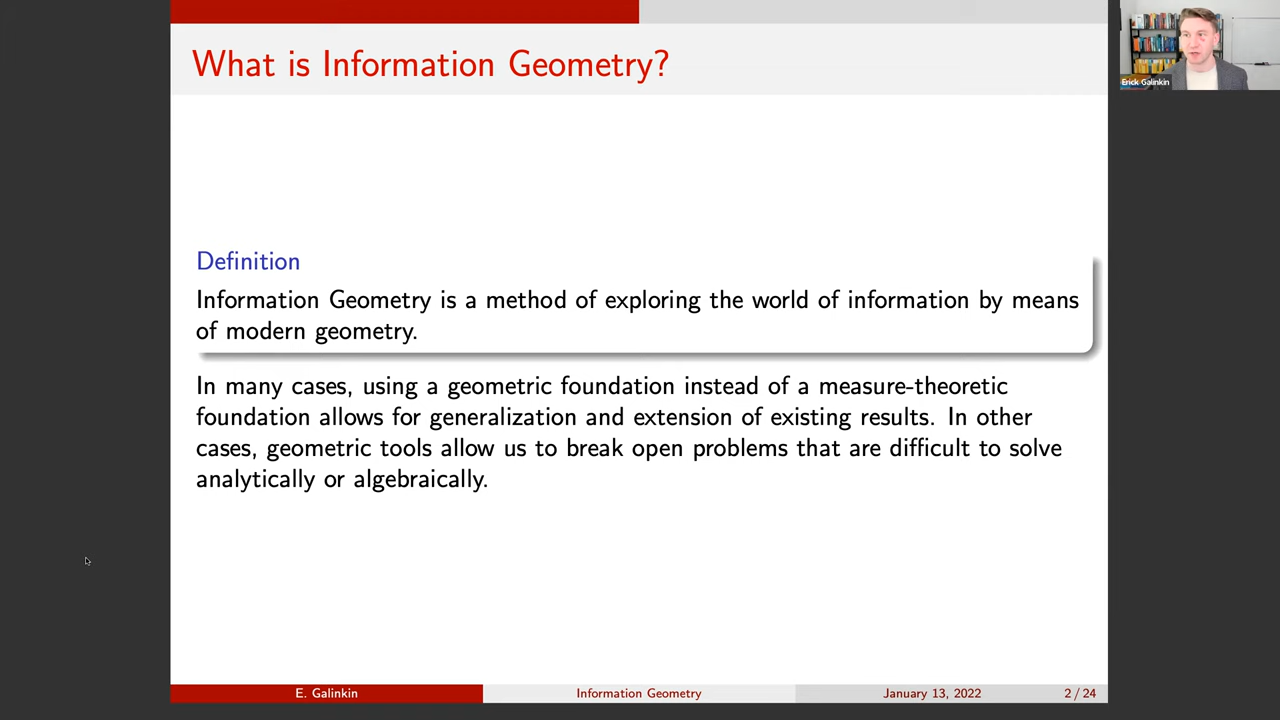 What is Information Geometry?
Erick Galinkin
Definition
Information Geometry is a method of exploring the world of information by means
of modern geometry.
In many cases, using a geometric foundation instead of a measure-theoretic
foundation allows for generalization and extension of existing results. In other
cases, geometric tools allow us to break open problems that are difficult to solve
analytically or algebraically.
E. Galinkin
Information Geometry
January 13, 2022
2 / 24